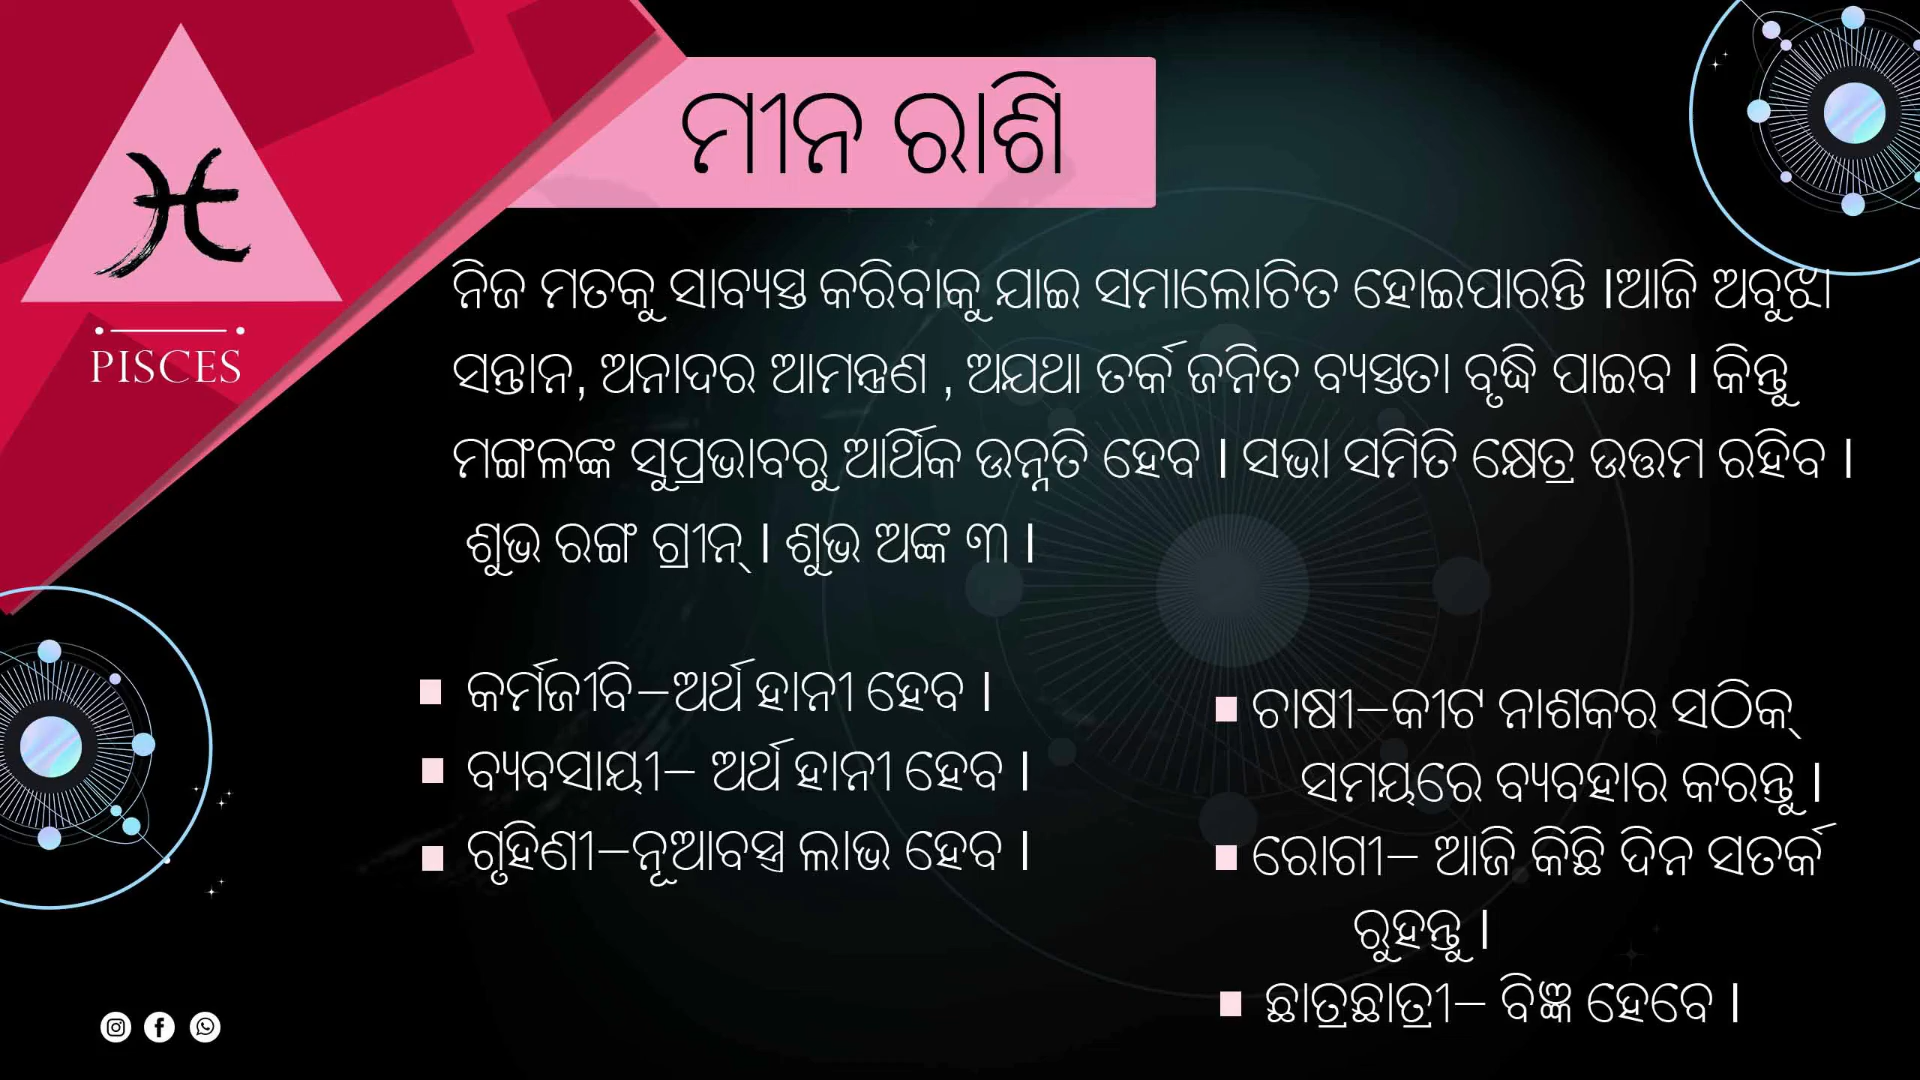 ମୀନ ରାଶି
PISCES
ନିଜ ମତକୁ ସାବ୍ୟସ୍ତ କରିବାକୁ ଯାଇ ସମାଲୋଚିତ ହୋଇପାରନ୍ତି ।ଆଜି ଅବୁଝା
ସନ୍ତାନ, ଅନାଦର ଆମନ୍ତ୍ରଣ , ଅଯଥା ତର୍କ ଜନିତ ବ୍ୟସ୍ତତା ବୃଦ୍ଧି ପାଇବ । କିନ୍ତୁ
ମଙ୍ଗଳଙ୍କ ସୁପ୍ରଭାବରୁ ଆର୍ଥିକ ଉନ୍ନତି ହେବ । ସଭା ସମିତି କ୍ଷେତ୍ର ଉତ୍ତମ ରହିବ ।
ଶୁଭ ରଙ୍ଗ ଗ୍ରୀନ୍ । ଶୁଭ ଅଙ୍କ ୩ ।
କର୍ମଜୀବି–ଅର୍ଥ ହାନୀ ହେବ ।
ବ୍ୟବସାୟୀ– ଅର୍ଥ ହାନୀ ହେବ ।
ଗୃହିଣୀ–ନୂଆବସ୍ତ୍ର ଲାଭ ହେବ ।
ଚାଷୀ–କୀଟ ନାଶକର ସଠିକ୍
ସମୟରେ ବ୍ୟବହାର କରନ୍ତୁ ।
ରୋଗୀ– ଆଜି କିଛି ଦିନ ସତର୍କ
ରୁହନ୍ତୁ ।
ଛାତ୍ରଛାତ୍ରୀ– ବିଜ୍ଞ ହେବେ ।